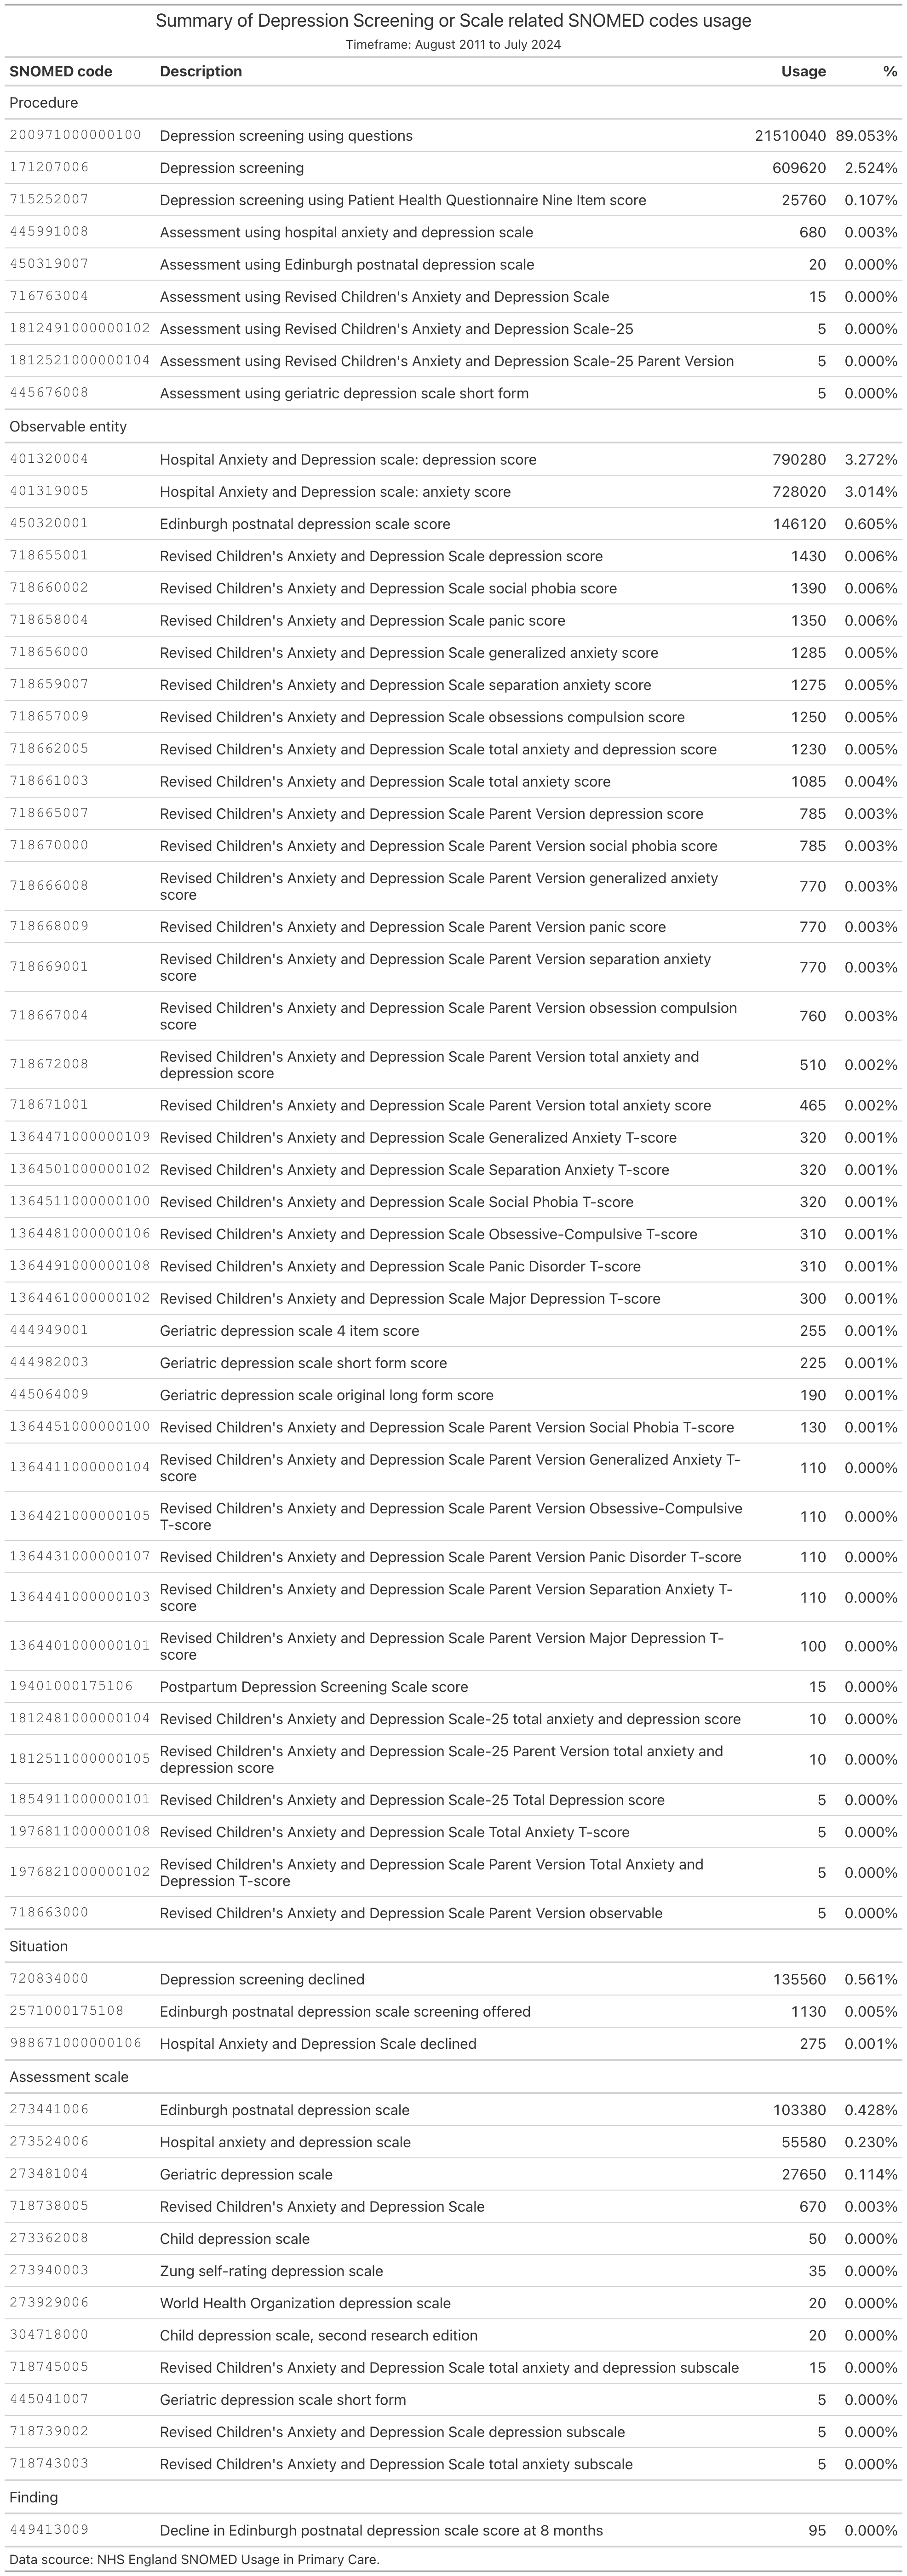 Summary of Depression Screening or Scale related SNOMED codes usage
Timeframe: August 2011 to July 2024
SNOMED code Description Usage %
Procedure
200971000000100 Depression screening using questions 21510040 89.053%
171207006 Depression screening 609620 2.524%
715252007 Depression screening using Patient Health Questionnaire Nine Item score 25760 0.107%
445991008 Assessment using hospital anxiety and depression scale 680 0.003%
450319007 Assessment using Edinburgh postnatal depression scale 20 0.000%
716763004 Assessment using Revised Children's Anxiety and Depression Scale 15 0.000%
1812491000000102 Assessment using Revised Children's Anxiety and Depression Scale-25 5 0.000%
1812521000000104 Assessment using Revised Children's Anxiety and Depression Scale-25 Parent Version 5 0.000%
445676008 Assessment using geriatric depression scale short form 5 0.000%
Observable entity
401320004 Hospital Anxiety and Depression scale: depression score 790280 3.272%
401319005 Hospital Anxiety and Depression scale: anxiety score 728020 3.014%
450320001 Edinburgh postnatal depression scale score 146120 0.605%
718655001 Revised Children's Anxiety and Depression Scale depression score 1430 0.006%
718660002 Revised Children's Anxiety and Depression Scale social phobia score 1390 0.006%
718658004 Revised Children's Anxiety and Depression Scale panic score 1350 0.006%
718656000 Revised Children's Anxiety and Depression Scale generalized anxiety score 1285 0.005%
718659007 Revised Children's Anxiety and Depression Scale separation anxiety score 1275 0.005%
718657009 Revised Children's Anxiety and Depression Scale obsessions compulsion score 1250 0.005%
718662005 Revised Children's Anxiety and Depression Scale total anxiety and depression score 1230 0.005%
718661003 Revised Children's Anxiety and Depression Scale total anxiety score 1085 0.004%
718665007 Revised Children's Anxiety and Depression Scale Parent Version depression score 785 0.003%
718670000 Revised Children's Anxiety and Depression Scale Parent Version social phobia score 785 0.003%
718666008 Revised Children's Anxiety and Depression Scale Parent Version generalized anxiety
score 770 0.003%
718668009 Revised Children's Anxiety and Depression Scale Parent Version panic score 770 0.003%
718669001 Revised Children's Anxiety and Depression Scale Parent Version separation anxiety
score 770 0.003%
718667004 Revised Children's Anxiety and Depression Scale Parent Version obsession compulsion
score 760 0.003%
718672008 Revised Children's Anxiety and Depression Scale Parent Version total anxiety and
depression score 510 0.002%
718671001 Revised Children's Anxiety and Depression Scale Parent Version total anxiety score 465 0.002%
1364471000000109 Revised Children's Anxiety and Depression Scale Generalized Anxiety T-score 320 0.001%
1364501000000102 Revised Children's Anxiety and Depression Scale Separation Anxiety T-score 320 0.001%
1364511000000100 Revised Children's Anxiety and Depression Scale Social Phobia T-score 320 0.001%
1364481000000106 Revised Children's Anxiety and Depression Scale Obsessive-Compulsive T-score 310 0.001%
1364491000000108 Revised Children's Anxiety and Depression Scale Panic Disorder T-score 310 0.001%
1364461000000102 Revised Children's Anxiety and Depression Scale Major Depression T-score 300 0.001%
444949001 Geriatric depression scale 4 item score 255 0.001%
444982003 Geriatric depression scale short form score 225 0.001%
445064009 Geriatric depression scale original long form score 190 0.001%
1364451000000100 Revised Children's Anxiety and Depression Scale Parent Version Social Phobia T-score 130 0.001%
1364411000000104 Revised Children's Anxiety and Depression Scale Parent Version Generalized Anxiety T-
score 110 0.000%
1364421000000105 Revised Children's Anxiety and Depression Scale Parent Version Obsessive-Compulsive
T-score 110 0.000%
1364431000000107 Revised Children's Anxiety and Depression Scale Parent Version Panic Disorder T-score 110 0.000%
1364441000000103 Revised Children's Anxiety and Depression Scale Parent Version Separation Anxiety T-
score 110 0.000%
1364401000000101 Revised Children's Anxiety and Depression Scale Parent Version Major Depression T-
score 100 0.000%
19401000175106 Postpartum Depression Screening Scale score 15 0.000%
1812481000000104 Revised Children's Anxiety and Depression Scale-25 total anxiety and depression score 10 0.000%
1812511000000105 Revised Children's Anxiety and Depression Scale-25 Parent Version total anxiety and
depression score 10 0.000%
1854911000000101 Revised Children's Anxiety and Depression Scale-25 Total Depression score 5 0.000%
1976811000000108 Revised Children's Anxiety and Depression Scale Total Anxiety T-score 5 0.000%
1976821000000102 Revised Children's Anxiety and Depression Scale Parent Version Total Anxiety and
Depression T-score 5 0.000%
718663000 Revised Children's Anxiety and Depression Scale Parent Version observable 5 0.000%
Situation
720834000 Depression screening declined 135560 0.561%
2571000175108 Edinburgh postnatal depression scale screening offered 1130 0.005%
988671000000106 Hospital Anxiety and Depression Scale declined 275 0.001%
Assessment scale
273441006 Edinburgh postnatal depression scale 103380 0.428%
273524006 Hospital anxiety and depression scale 55580 0.230%
273481004 Geriatric depression scale 27650 0.114%
718738005 Revised Children's Anxiety and Depression Scale 670 0.003%
273362008 Child depression scale 50 0.000%
273940003 Zung self-rating depression scale 35 0.000%
273929006 World Health Organization depression scale 20 0.000%
304718000 Child depression scale, second research edition 20 0.000%
718745005 Revised Children's Anxiety and Depression Scale total anxiety and depression subscale 15 0.000%
445041007 Geriatric depression scale short form 5 0.000%
718739002 Revised Children's Anxiety and Depression Scale depression subscale 5 0.000%
718743003 Revised Children's Anxiety and Depression Scale total anxiety subscale 5 0.000%
Finding
449413009 Decline in Edinburgh postnatal depression scale score at 8 months 95 0.000%
Data scource: NHS England SNOMED Usage in Primary Care.